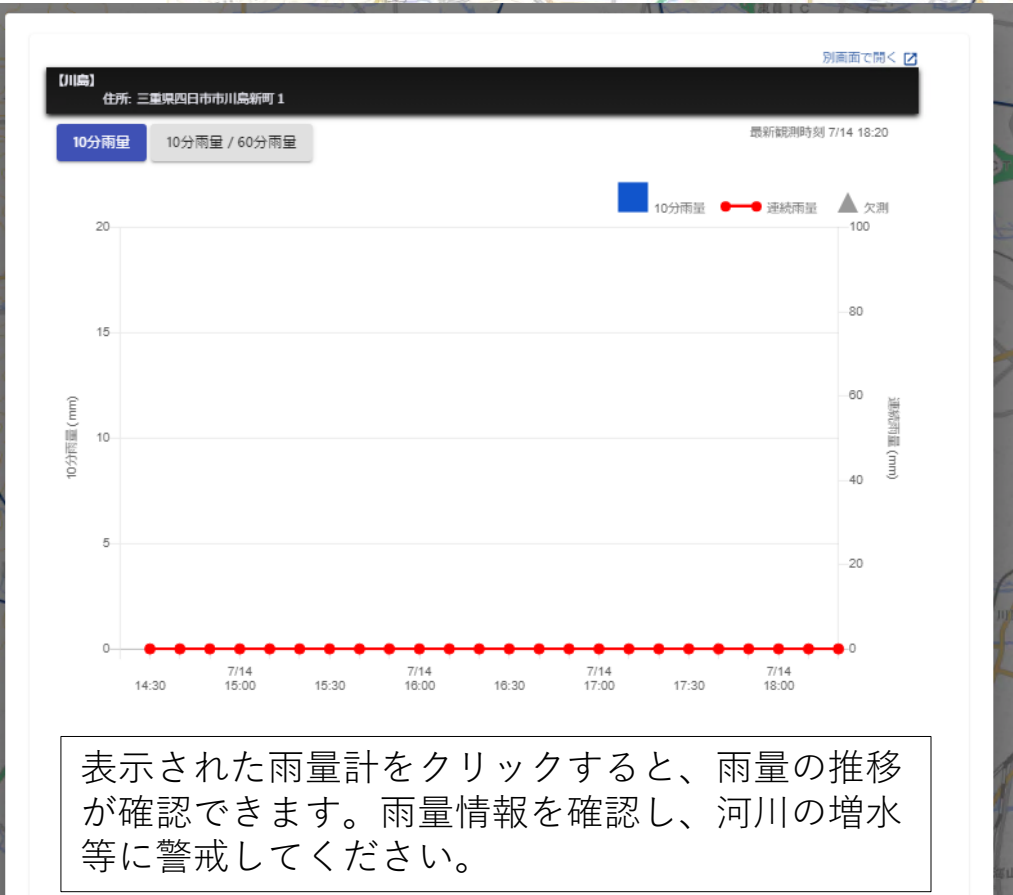 別画面で開く
【川島】
住所: 三重県四日市市川島新町１
10分雨量
10分雨量 / 60分雨量
最新観測時刻 7/14 18:20
10分雨量 連続雨量 欠測
20
15
10
5
0
10分雨量 (mm)
100
80
60
40
20
0
連続雨量 (mm)
14:30
7/14
15:00
15:30
7/14
16:00
16:30
7/14
17:00
17:30
7/14
18:00
表示された雨量計をクリックすると、雨量の推移
が確認できます。雨量情報を確認し、河川の増水
等に警戒してください。